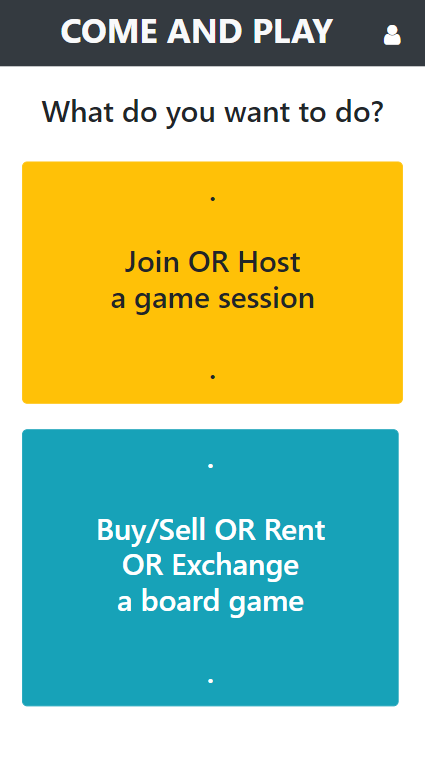 COME AND PLAY
What do you want to do?
.
Join OR Host
a game session
.
.
Buy/Sell OR Rent
OR Exchange
a board game
.